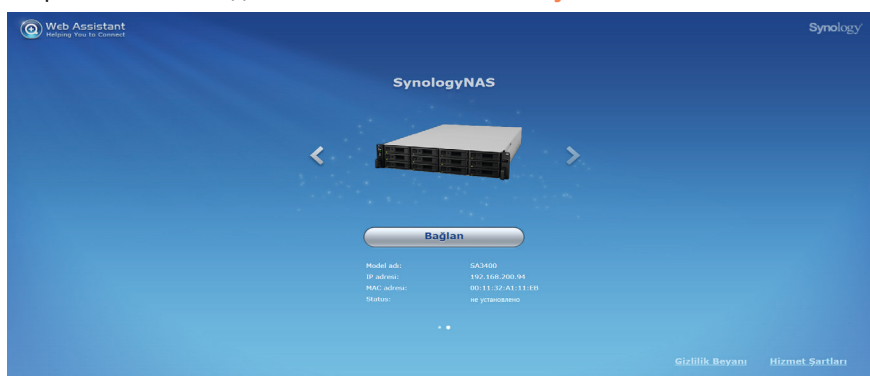 Web Assistant
Helping You to Connect
Synology
SynologyNAS
Bağlan
Model adı: SA3400
IP adresi: 192.168.200.94
MAC adresi: 00:11:32:A1:11:EB
Status: не установлено
Gizlilik Beyanı Hizmet Şartları